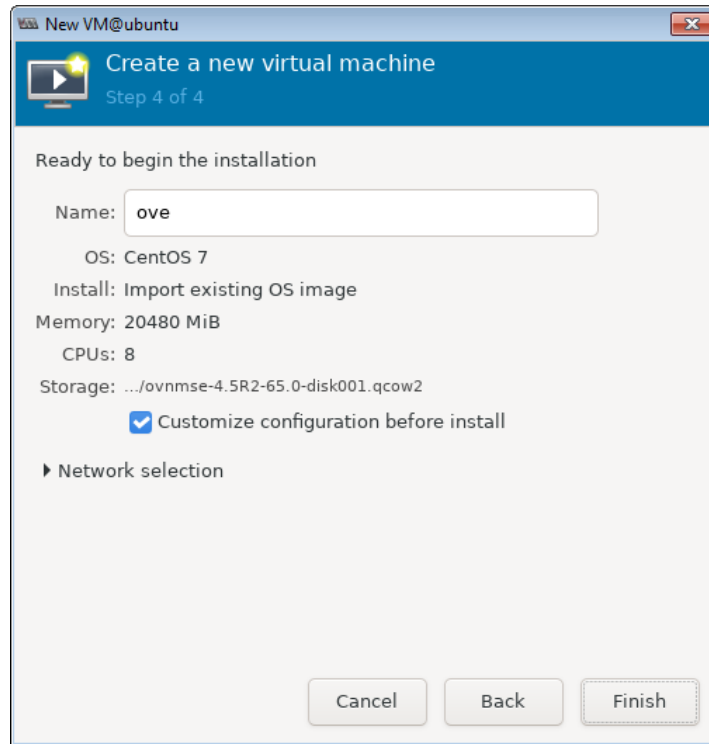 New VM@ubuntu
Create a new virtual machine
Step 4 of 4
Ready to begin the installation
Name: ove
OS: CentOS 7
Install: Import existing OS image
Memory: 20480 MiB
CPUs: 8
Storage: .../ovnmse-4.5R2-65.0-disk001.qcow2
Customize configuration before install
Network selection
Cancel Back Finish